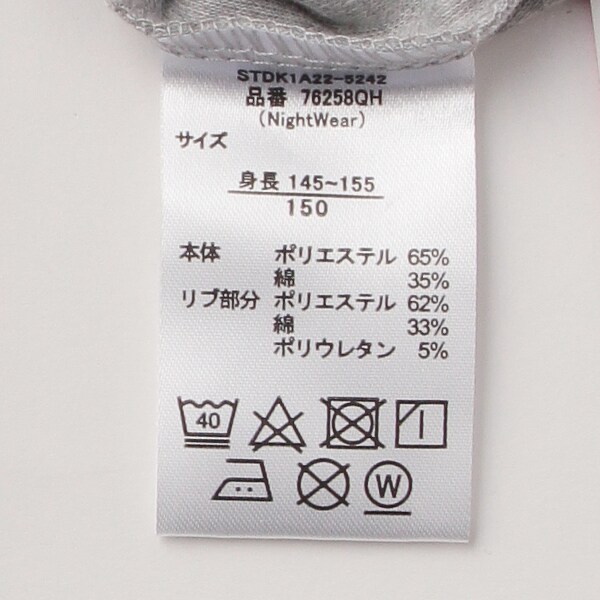 STDK1A22-5242
品番 76258QH
(NightWear)
サイズ
身長 145~155
150
本体 ポリエステル 65%
綿 35%
リブ部分 ポリエステル 62%
綿 33%
ポリウレタン 5%
40
W